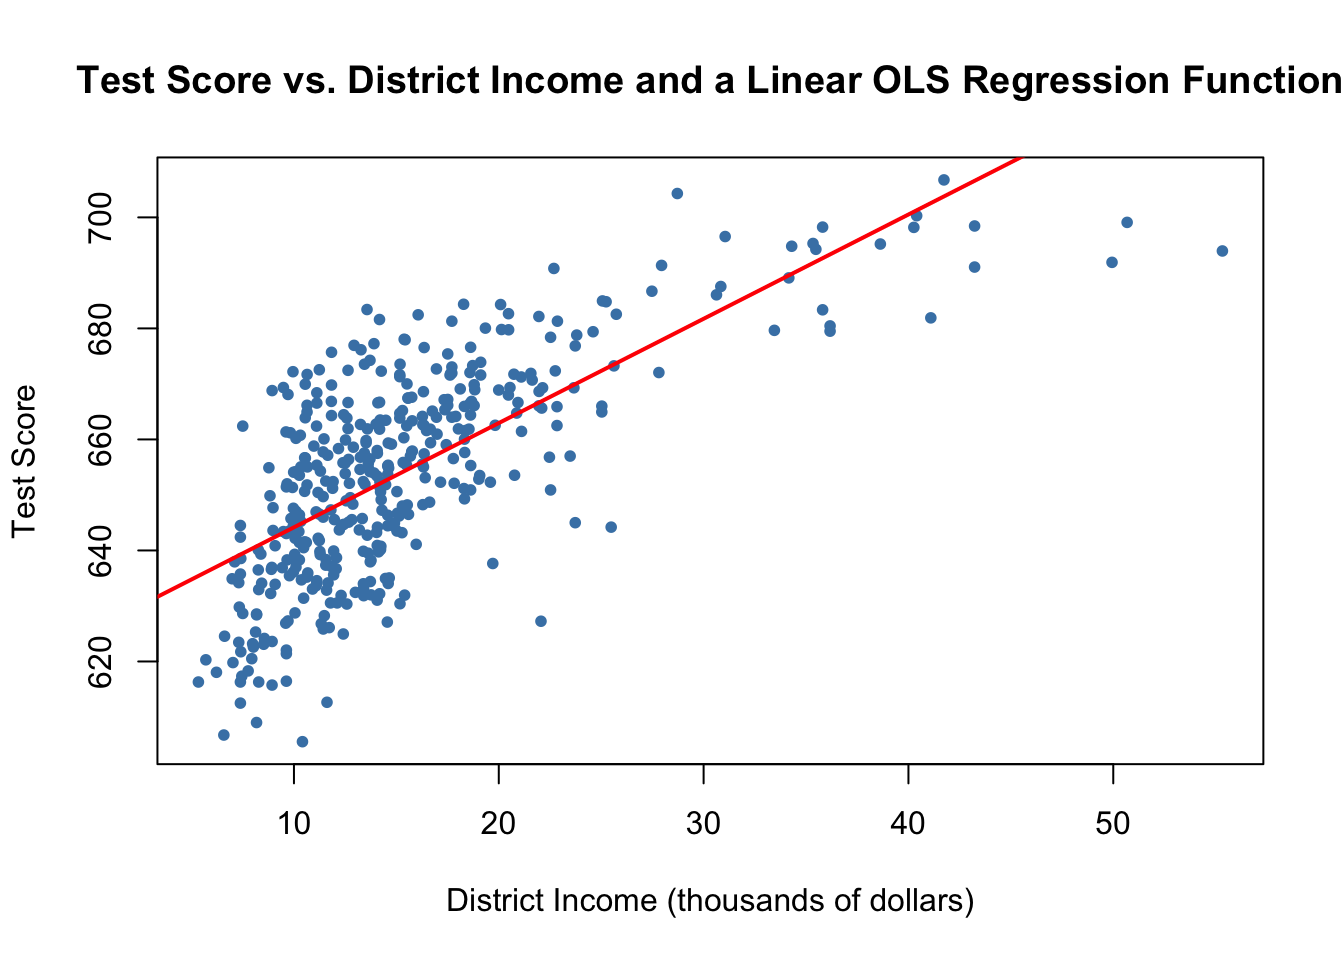 Test Score vs. District Income and a Linear OLS Regression Function
Test Score
700
680
660
640
620
10 20 30 40 50
District Income (thousands of dollars)